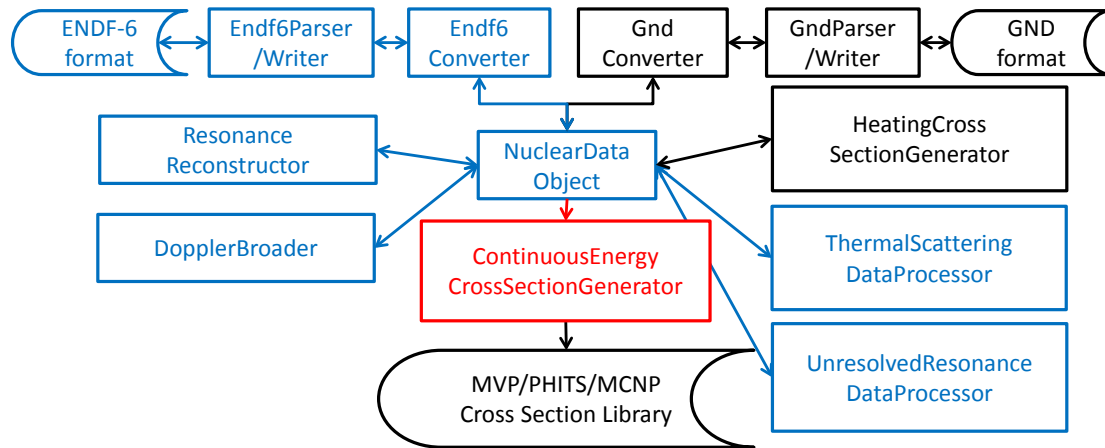 ENDF-6
format
Endf6Parser
/Writer
Endf6
Converter
Gnd
Converter
GndParser
/Writer
GND
format
Resonance
Reconstructor
NuclearData
Object
HeatingCross
SectionGenerator
DopplerBroader
ContinuousEnergy
CrossSectionGenerator
ThermalScattering
DataProcessor
MVP/PHITS/MCNP
Cross Section Library
UnresolvedResonance
DataProcessor